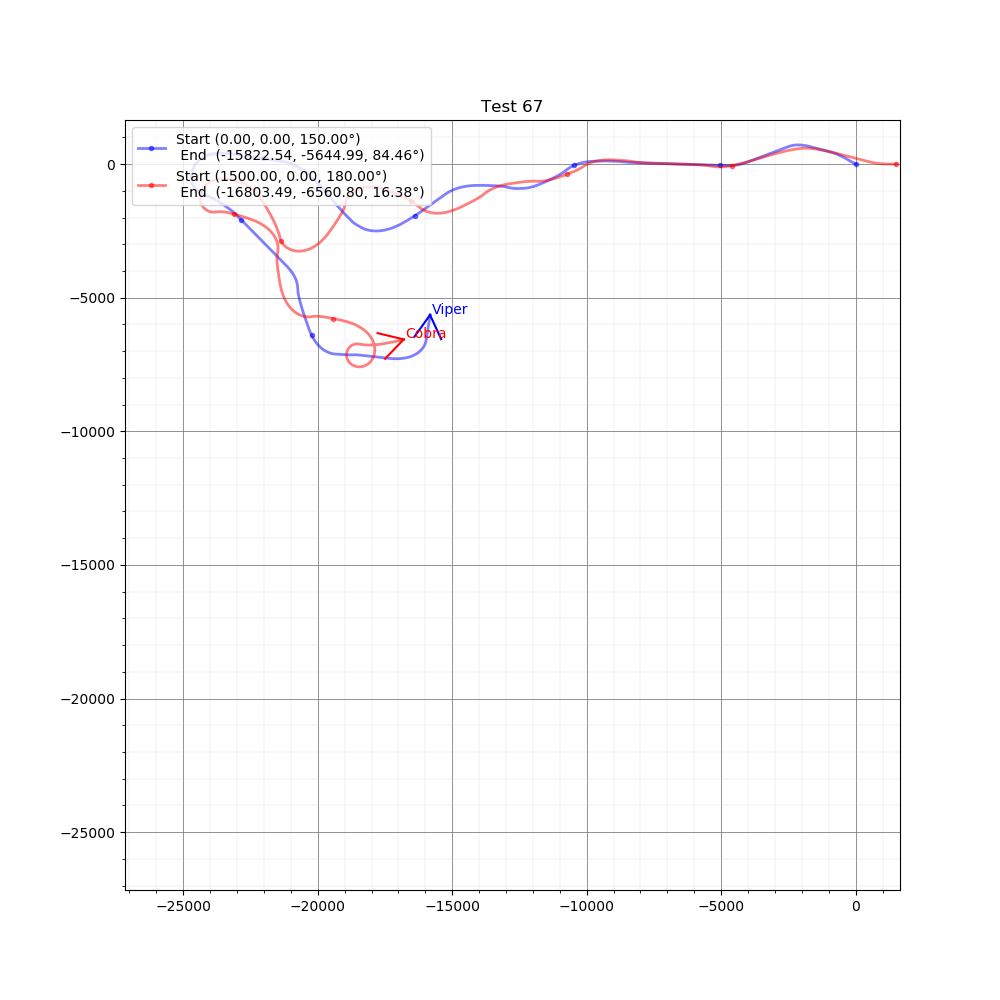 Test 67
Start (0.00, 0.00, 150.00°)
End (-15822.54, -5644.99, 84.46°)
Start (1500.00, 0.00, 180.00°)
End (-16803.49, -6560.80, 16.38°)
0
−5000
−10000
−15000
−20000
−25000
Viper
Cobra
−25000 −20000 −15000 −10000 −5000 0